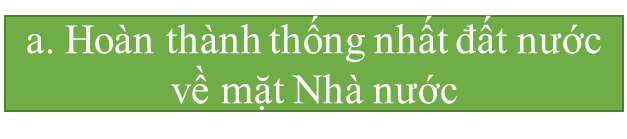 a. Hoàn thành thống nhất đất nước
về mặt Nhà nước